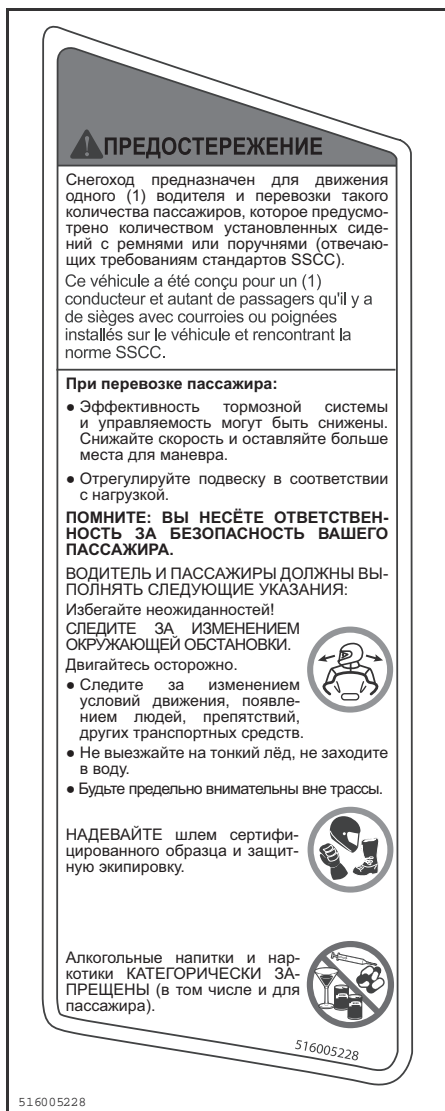 ПРЕДОСТЕРЕЖЕНИЕ
Снегоход предназначен для движения
одного (1) водителя и перевозки такого
количества пассажиров, которое предусмо-
трено количеством установленных сиде-
ний с ремнями или поручнями (отвечаю-
щих требованиям стандартов SSCC).
Ce véhicule a été conçu pour un (1)
conducteur et autant de passagers qu'il y a
de sièges avec courroies ou poignées
installés sur le véhicule et rencontrant la
norme SSCC.
При перевозке пассажира:
● Эффективность тормозной системы
и управляемость могут быть снижены.
Снижайте скорость и оставляйте больше
места для маневра.
● Отрегулируйте подвеску в соответствии
с нагрузкой.
ПОМНИТЕ: ВЫ НЕСЁТЕ ОТВЕТСТВЕН-
НОСТЬ ЗА БЕЗОПАСНОСТЬ ВАШЕГО
ПАССАЖИРА.
ВОДИТЕЛЬ И ПАССАЖИРЫ ДОЛЖНЫ ВЫ-
ПОЛНЯТЬ СЛЕДУЮЩИЕ УКАЗАНИЯ:
Избегайте неожиданностей!
СЛЕДИТЕ ЗА ИЗМЕНЕНИЕМ
ОКРУЖАЮЩЕЙ ОБСТАНОВКИ.
Двигайтесь осторожно.
● Следите за изменением
условий движения, появле-
нием людей, препятствий,
других транспортных средств.
● Не выезжайте на тонкий лёд, не заходите
в воду.
● Будьте предельно внимательны вне трассы.
НАДЕВАЙТЕ шлем сертифи-
цированного образца и защит-
ную экипировку.
Алкогольные напитки и нар-
котики КАТЕГОРИЧЕСКИ ЗА-
ПРЕЩЕНЫ (в том числе и для
пассажира).
516005228
516005228